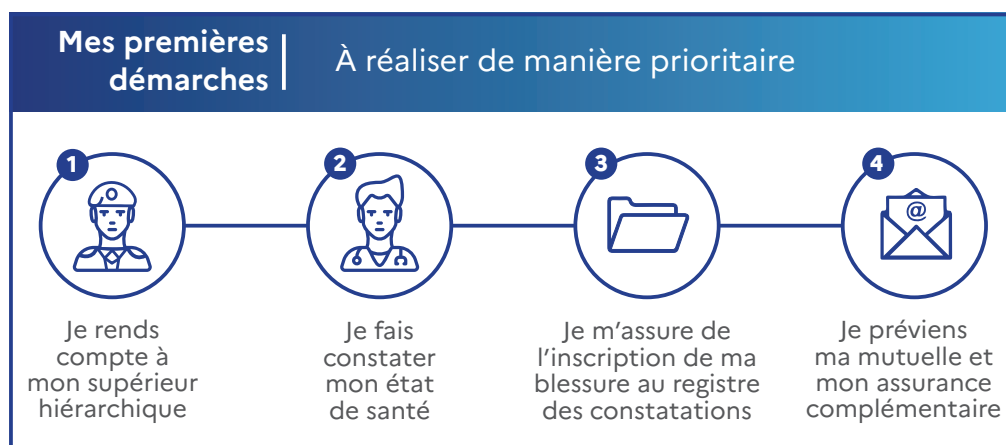 Mes premières
démarches
À réaliser de manière prioritaire
1
Je rends
compte à
mon supérieur
hiérarchique
2
Je fais
constater
mon état
de santé
3
Je m'assure de
l'inscription de ma
blessure au registre
des constatations
4
@
Je préviens
ma mutuelle et
mon assurance
complémentaire